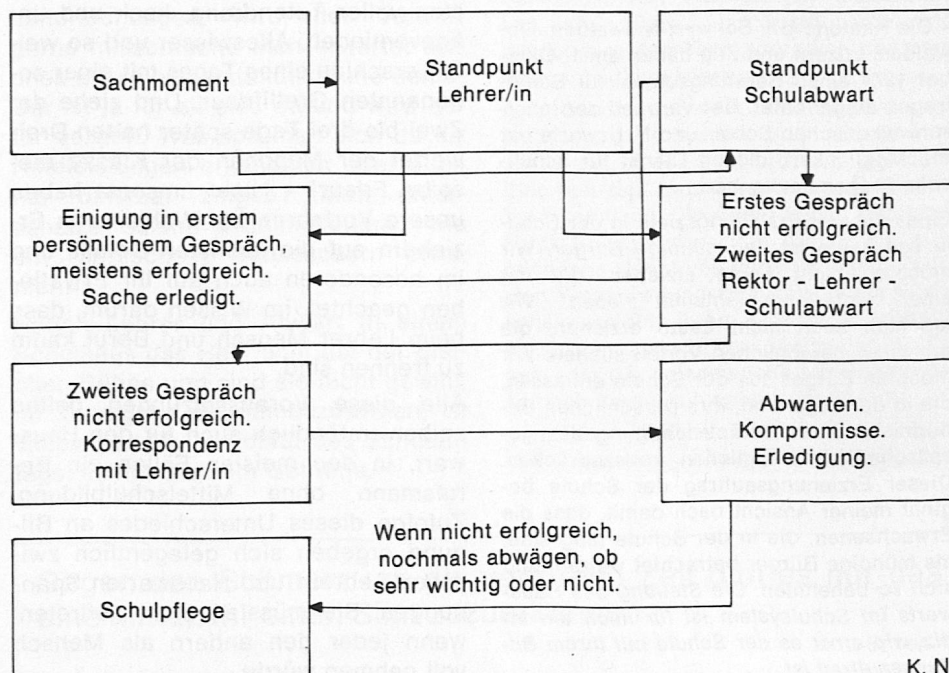 Sachmoment
Standpunkt
Lehrer/in
Standpunkt
Schulabwart
Einigung in erstem
persönlichem Gespräch,
meistens erfolgreich.
Sache erledigt.
Erstes Gespräch
nicht erfolgreich.
Zweites Gespräch
Rektor - Lehrer -
Schulabwart
Zweites Gespräch
nicht erfolgreich.
Korrespondenz
mit Lehrer/in
Abwarten.
Kompromisse.
Erledigung.
Wenn nicht erfolgreich,
nochmals abwägen, ob
sehr wichtig oder nicht.
Schulpflege
K. N